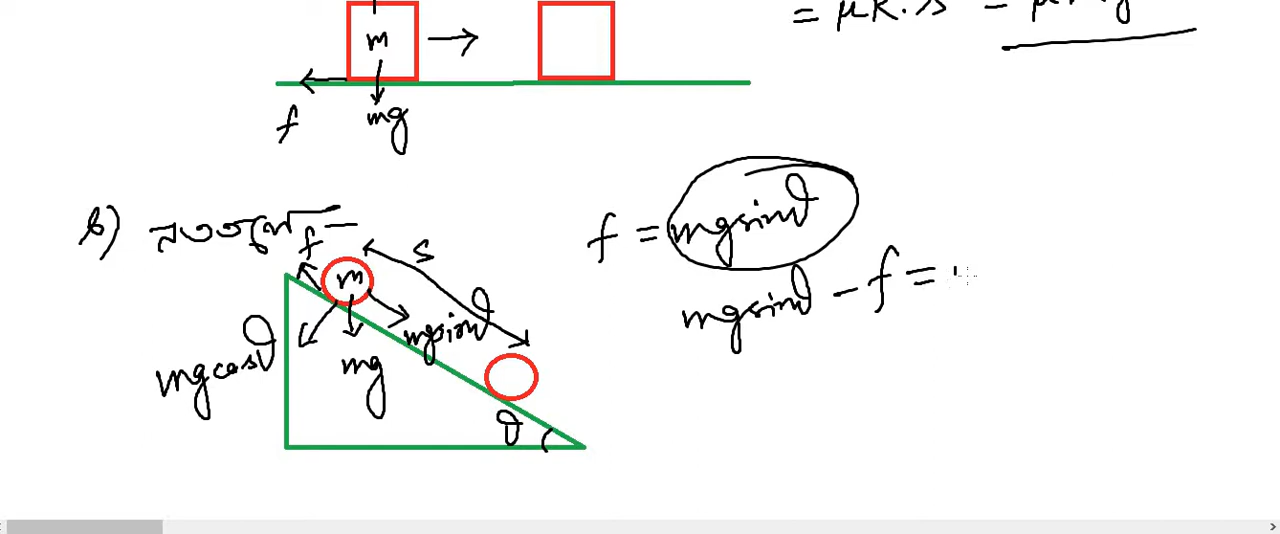 = μR.s =
m
f
mg
b)
f = mgsinθ
f
s
m
mgsinθ - f =
mgsinθ
mgcosθ
mg
θ